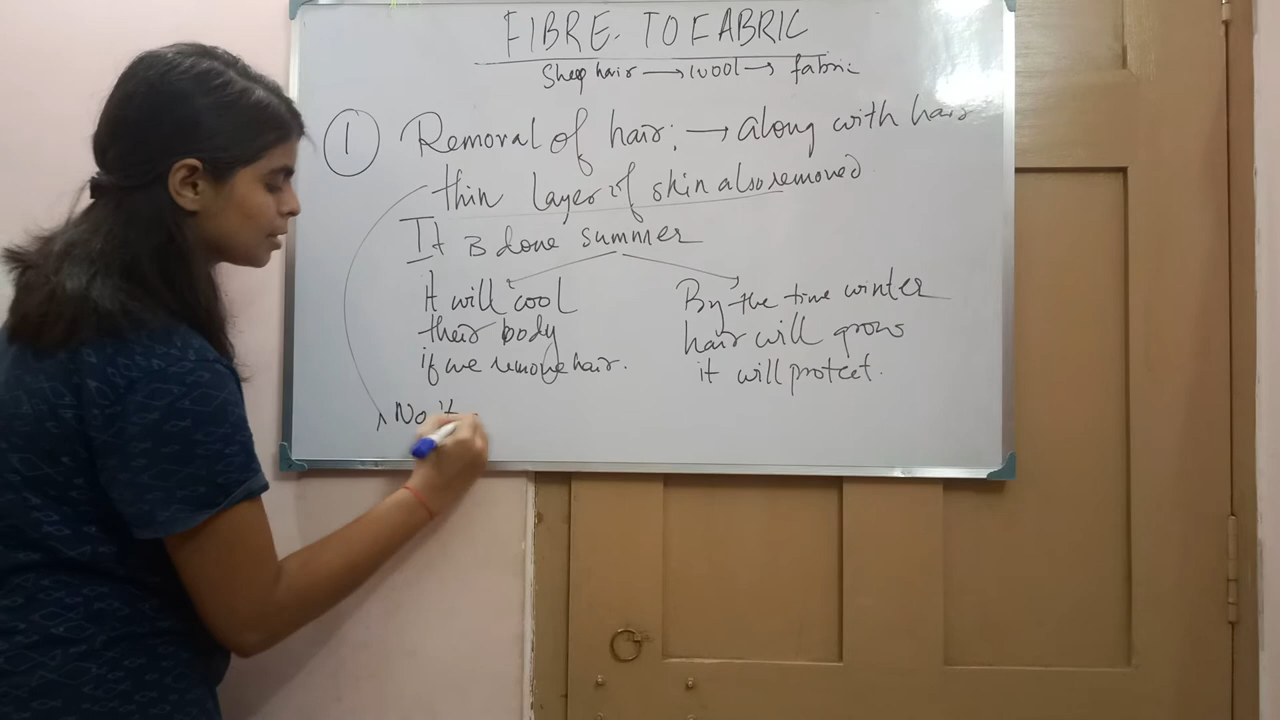 FIBRE. TO FABRIC
Sheep hair → wool → fabric
① Removal of hair: → along with hair
thin layer of skin also removed
It is done summer
It will cool
their body
if we remove hair.
By the time winter
hair will grow
it will protect.
No it